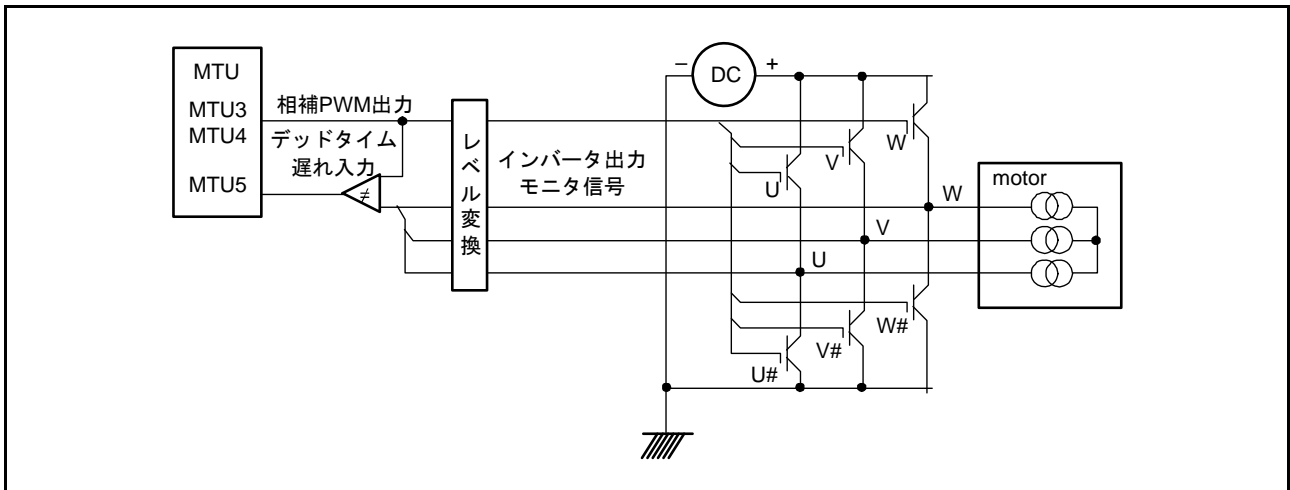 MTU
MTU3
MTU4
MTU5
相補PWM出力
デッドタイム
遅れ入力
≠
レベル変換
インバータ出力
モニタ信号
−
DC
+
W
V
U
W
V
U
W#
V#
U#
motor